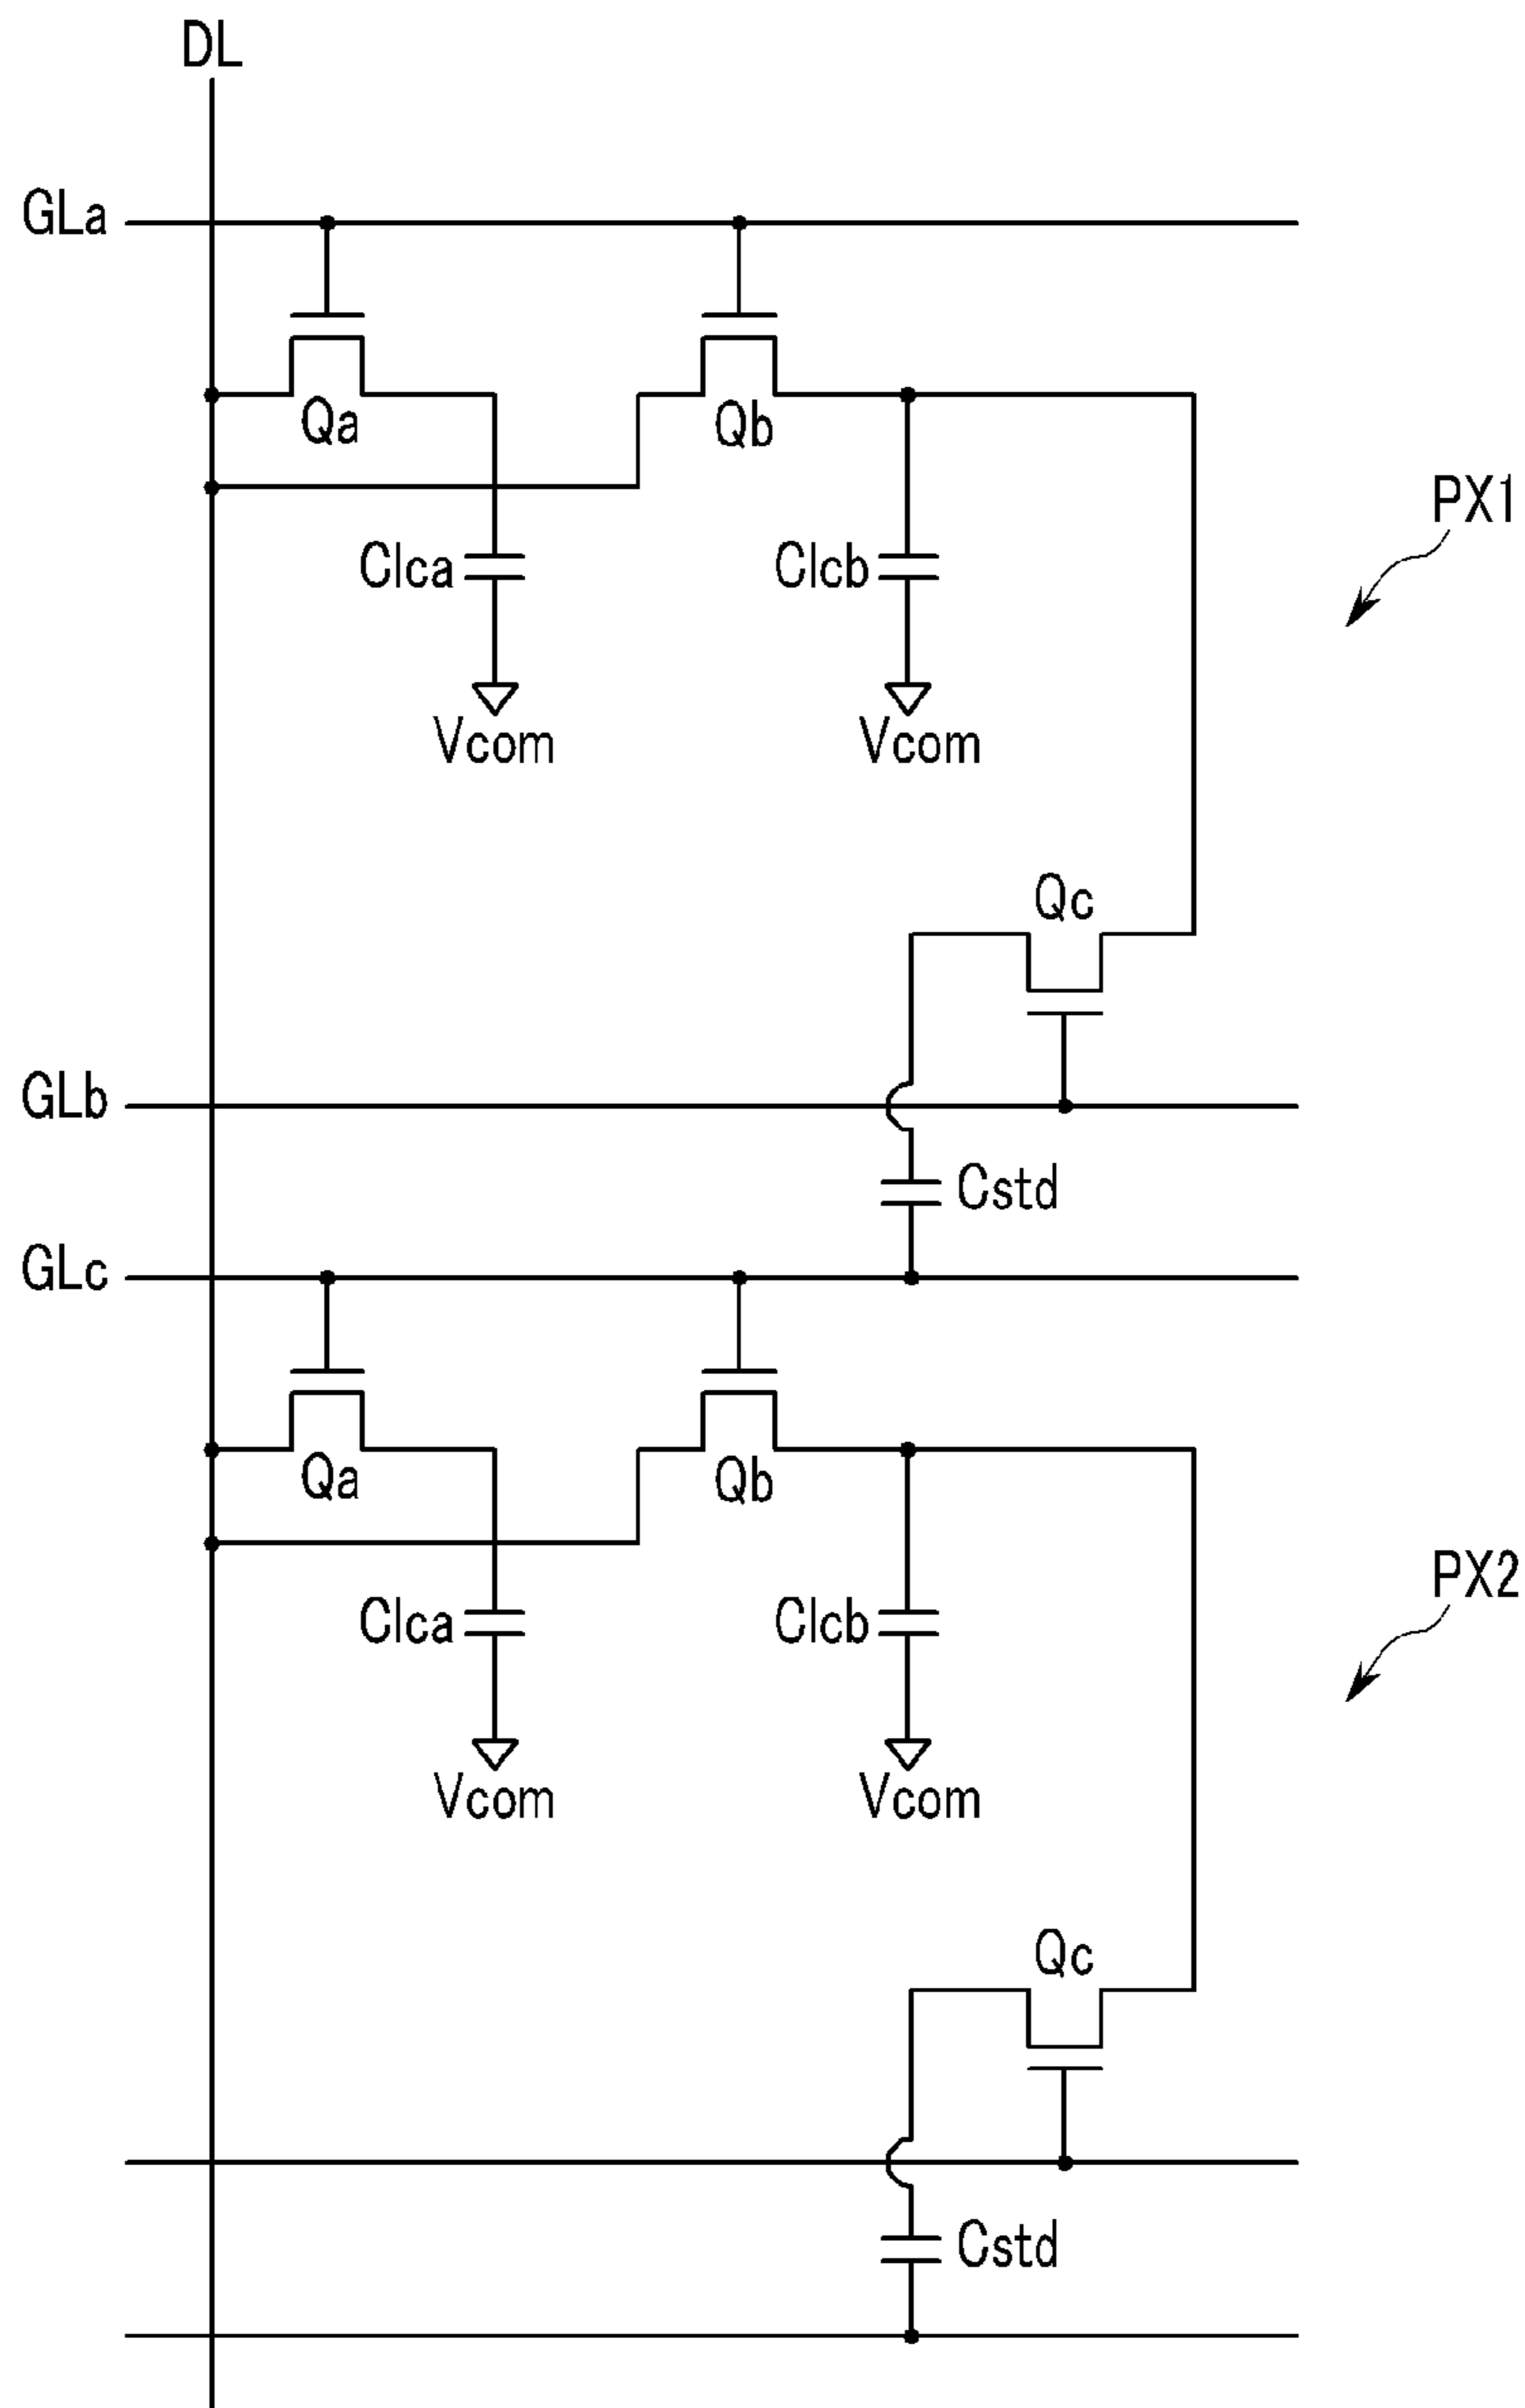 DL
GLa
Qa
Qb
PX1
Clca
Clcb
Vcom
Vcom
Qc
GLb
Cstd
GLc
Qa
Qb
PX2
Clca
Clcb
Vcom
Vcom
Qc
Cstd